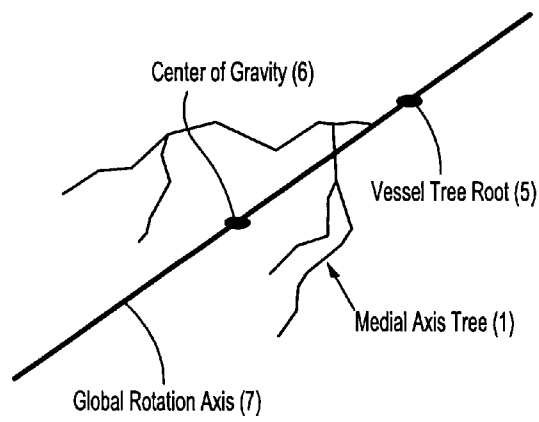 Center of Gravity (6)
Vessel Tree Root (5)
Medial Axis Tree (1)
Global Rotation Axis (7)